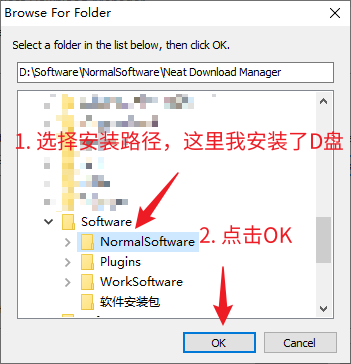 Browse For Folder
Select a folder in the list below, then click OK.
D:\Software\NormalSoftware\Neat Download Manager
1. 选择安装路径，这里我安装了D盘
Software
NormalSoftware
2. 点击OK
Plugins
WorkSoftware
软件安装包
OK
Cancel